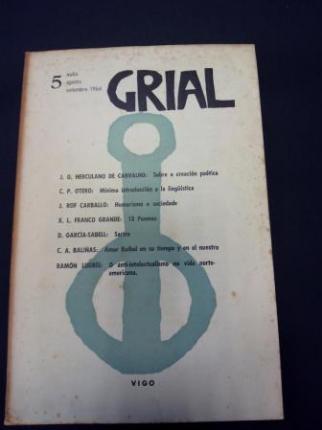 5
xullo
agosto
setembro 1964
GRIAL
J. G. HERCULANO DE CARVALHO: Sobre a creación poética
C. P. OTERO: Mínima introducción a la lingüística
J. ROF CARBALLO: Humorismo e sociedade
X. L. FRANCO GRANDE: 13 Poemas
D. GARCIA-SABELL: Sartre
C. A. BALIÑAS: Amor Ruibal en su tiempo y en el nuestro
RAMÓN LUGRIS: O anti-intelectualismo na vida norte-
americana.
VIGO